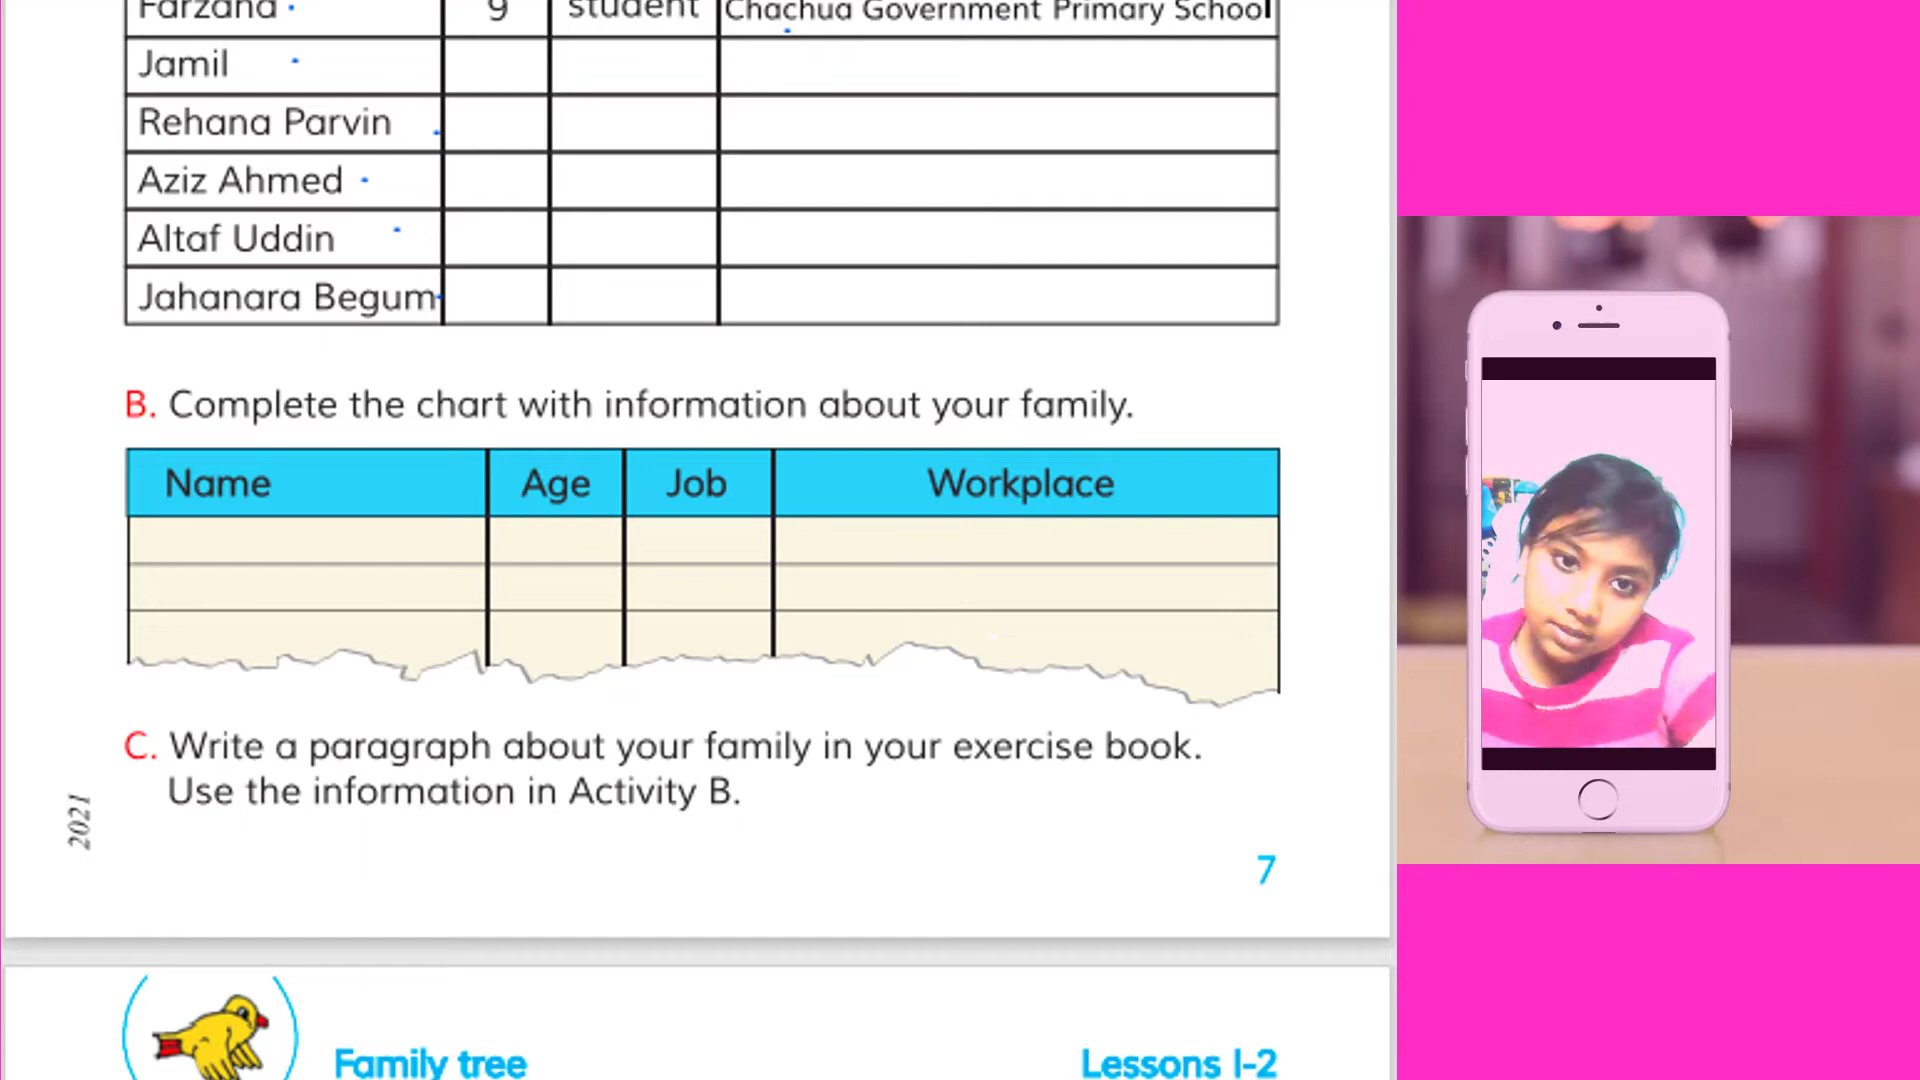 Farzana 9 student Chachua Government Primary School
Jamil
Rehana Parvin
Aziz Ahmed
Altaf Uddin
Jahanara Begum
B. Complete the chart with information about your family.
Name Age Job Workplace
C. Write a paragraph about your family in your exercise book.
Use the information in Activity B.
2021
7
Family tree Lessons 1-2